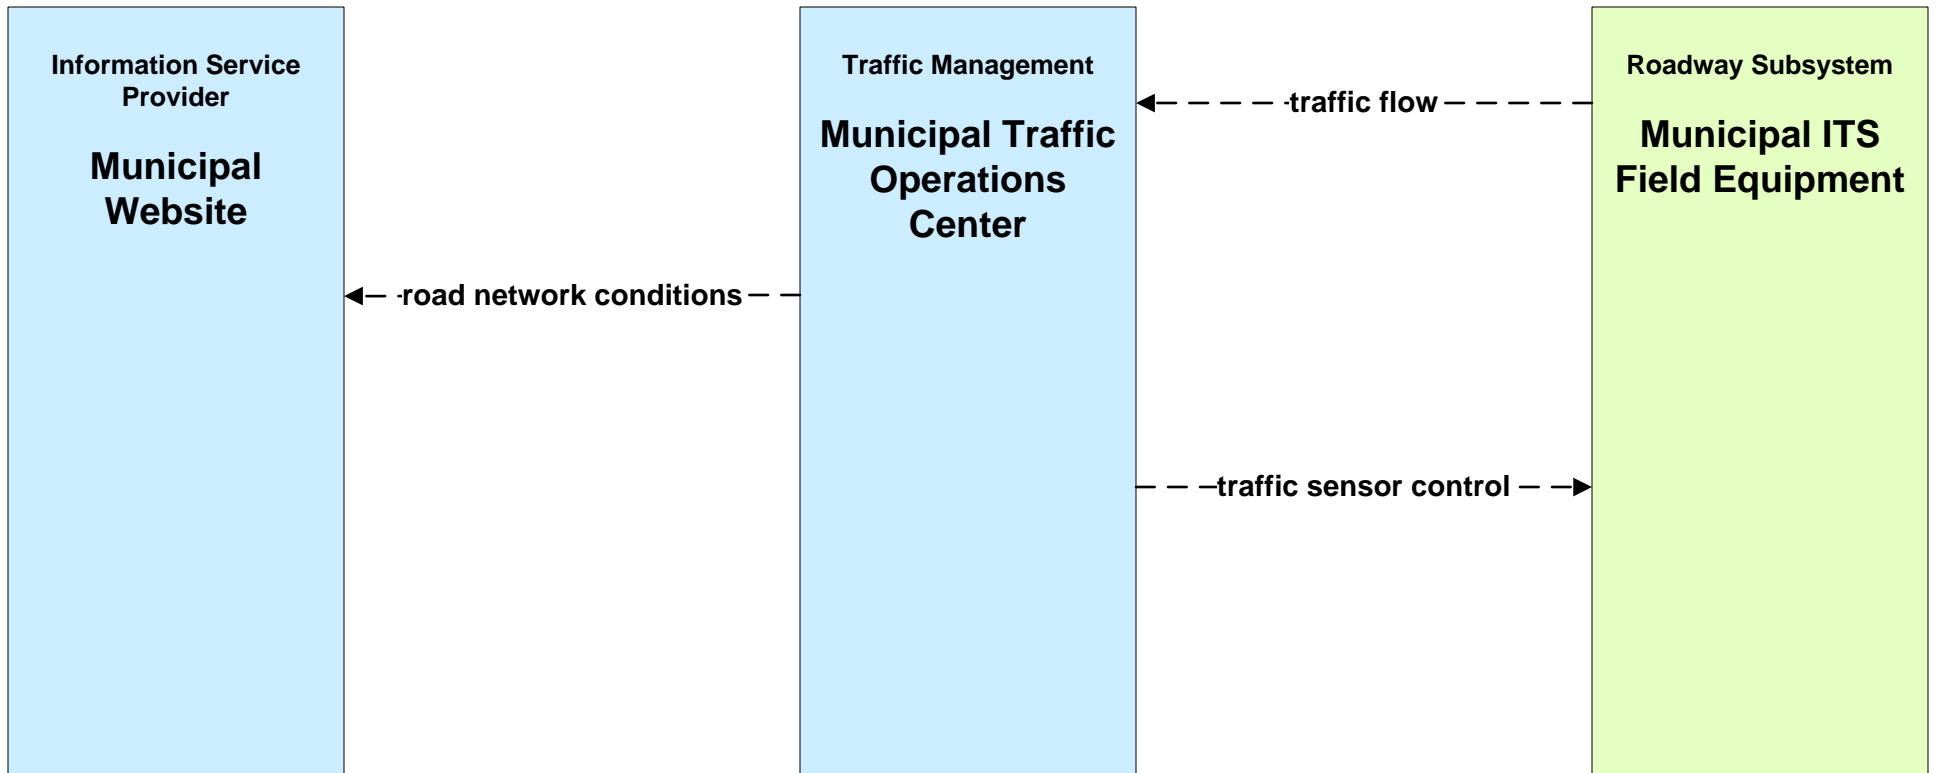 Information Service
Provider
Municipal
Website
Traffic Management
Municipal Traffic
Operations
Center
Roadway Subsystem
Municipal ITS
Field Equipment
traffic flow
road network conditions
traffic sensor control